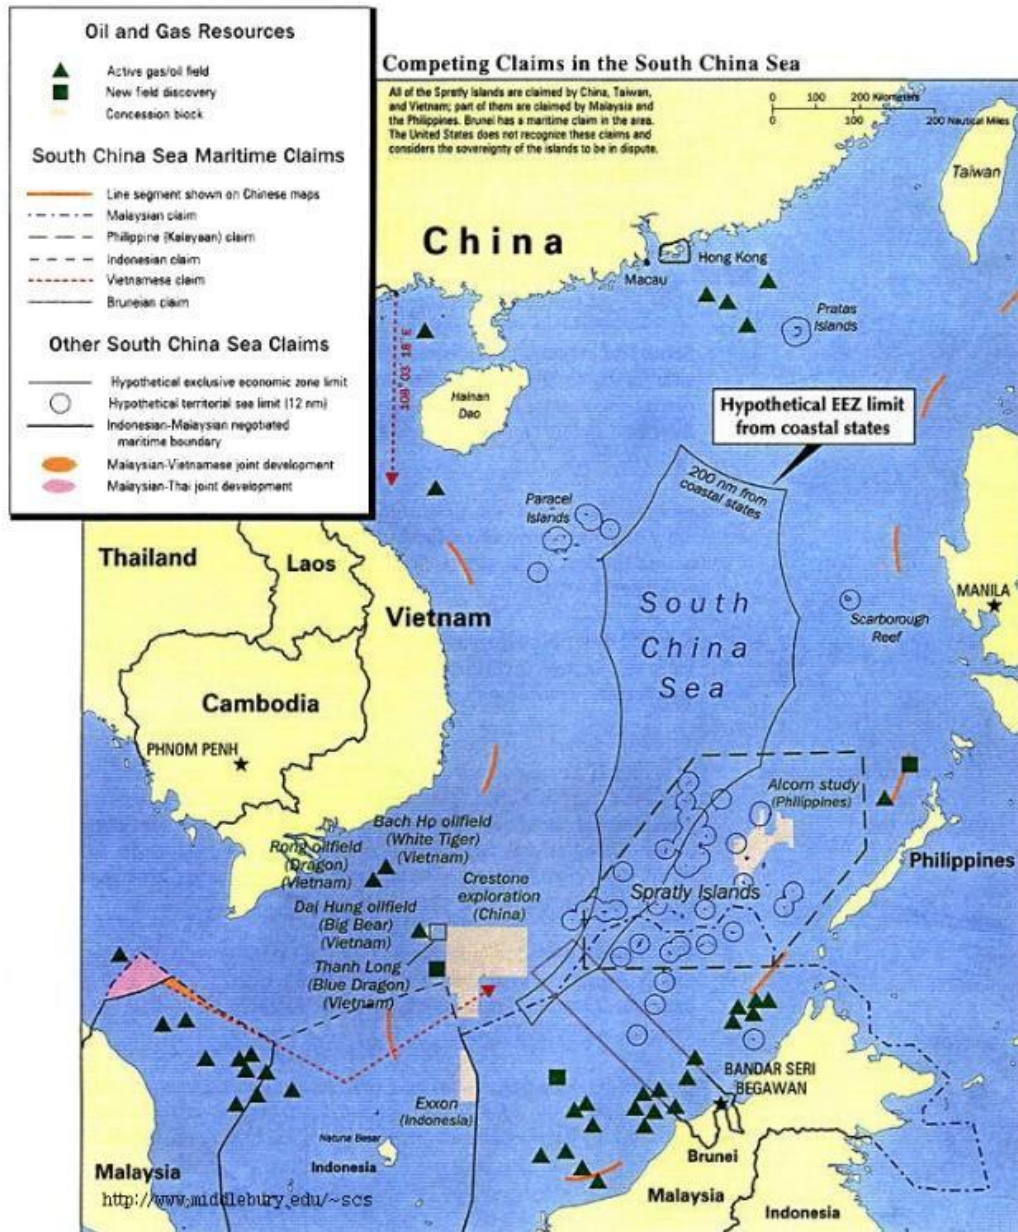 Oil and Gas Resources
Active gas/oil field
New field discovery
Concession block
South China Sea Maritime Claims
Line segment shown on Chinese maps
Malaysian claim
Philippine (Kalayaan) claim
Indonesian claim
Vietnamese claim
Bruneian claim
Other South China Sea Claims
Hypothetical exclusive economic zone limit
Hypothetical territorial sea limit (12 nm)
Indonesian-Malaysian negotiated
maritime boundary
Malaysian-Vietnamese joint development
Malaysian-Thai joint development
Competing Claims in the South China Sea
All of the Spratly Islands are claimed by China, Taiwan,
and Vietnam; part of them are claimed by Malaysia and
the Philippines. Brunei has a maritime claim in the area.
The United States does not recognize these claims and
considers the sovereignty of the islands to be in dispute.
0 100 200 Kilometers
0 100 200 Nautical Miles
Taiwan
China
Hong Kong
Macau
Pratas
Islands
108° 03' 18" E
Hainan
Dao
Hypothetical EEZ limit
from coastal states
200 nm from
coastal states
Paracel
Islands
Thailand
Laos
Vietnam
South
China
Sea
MANILA
Scarborough
Reef
Cambodia
PHNOM PENH
Alcorn study
(Philippines)
Bach Ho oilfield
(White Tiger)
(Vietnam)
Rong oilfield
(Dragon)
(Vietnam)
Crestone
exploration
(China)
Philippines
Spratly Islands
Dai Hung oilfield
(Big Bear)
(Vietnam)
Thanh Long
(Blue Dragon)
(Vietnam)
BANDAR SERI
BEGAWAN
Exxon
(Indonesia)
Natuna Besar
Indonesia
Brunei
Malaysia
Malaysia
Indonesia
http://www.middlebury.edu/~scs